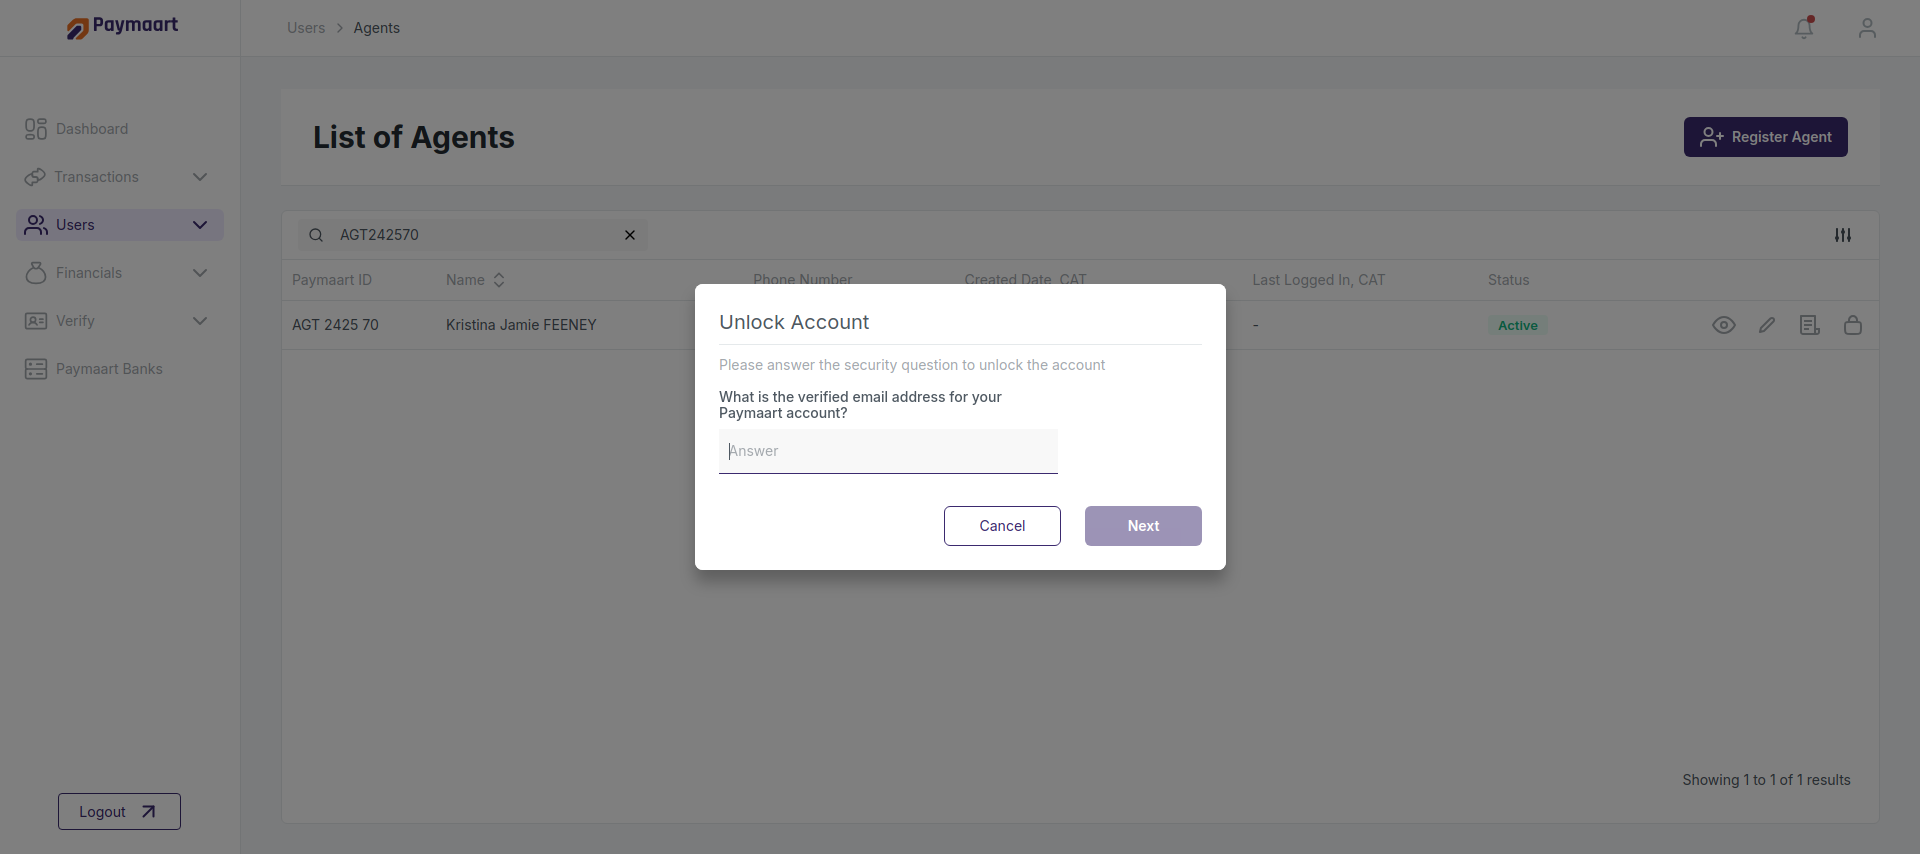 Paymaart
Users > Agents
Dashboard
Transactions
Users
Financials
Verify
Paymaart Banks
Logout
List of Agents
Register Agent
AGT242570
Paymaart ID Name Phone Number Created Date, CAT Last Logged In, CAT Status
AGT 2425 70 Kristina Jamie FEENEY - Active
Unlock Account
Please answer the security question to unlock the account
What is the verified email address for your
Paymaart account?
Answer
Cancel Next
Showing 1 to 1 of 1 results